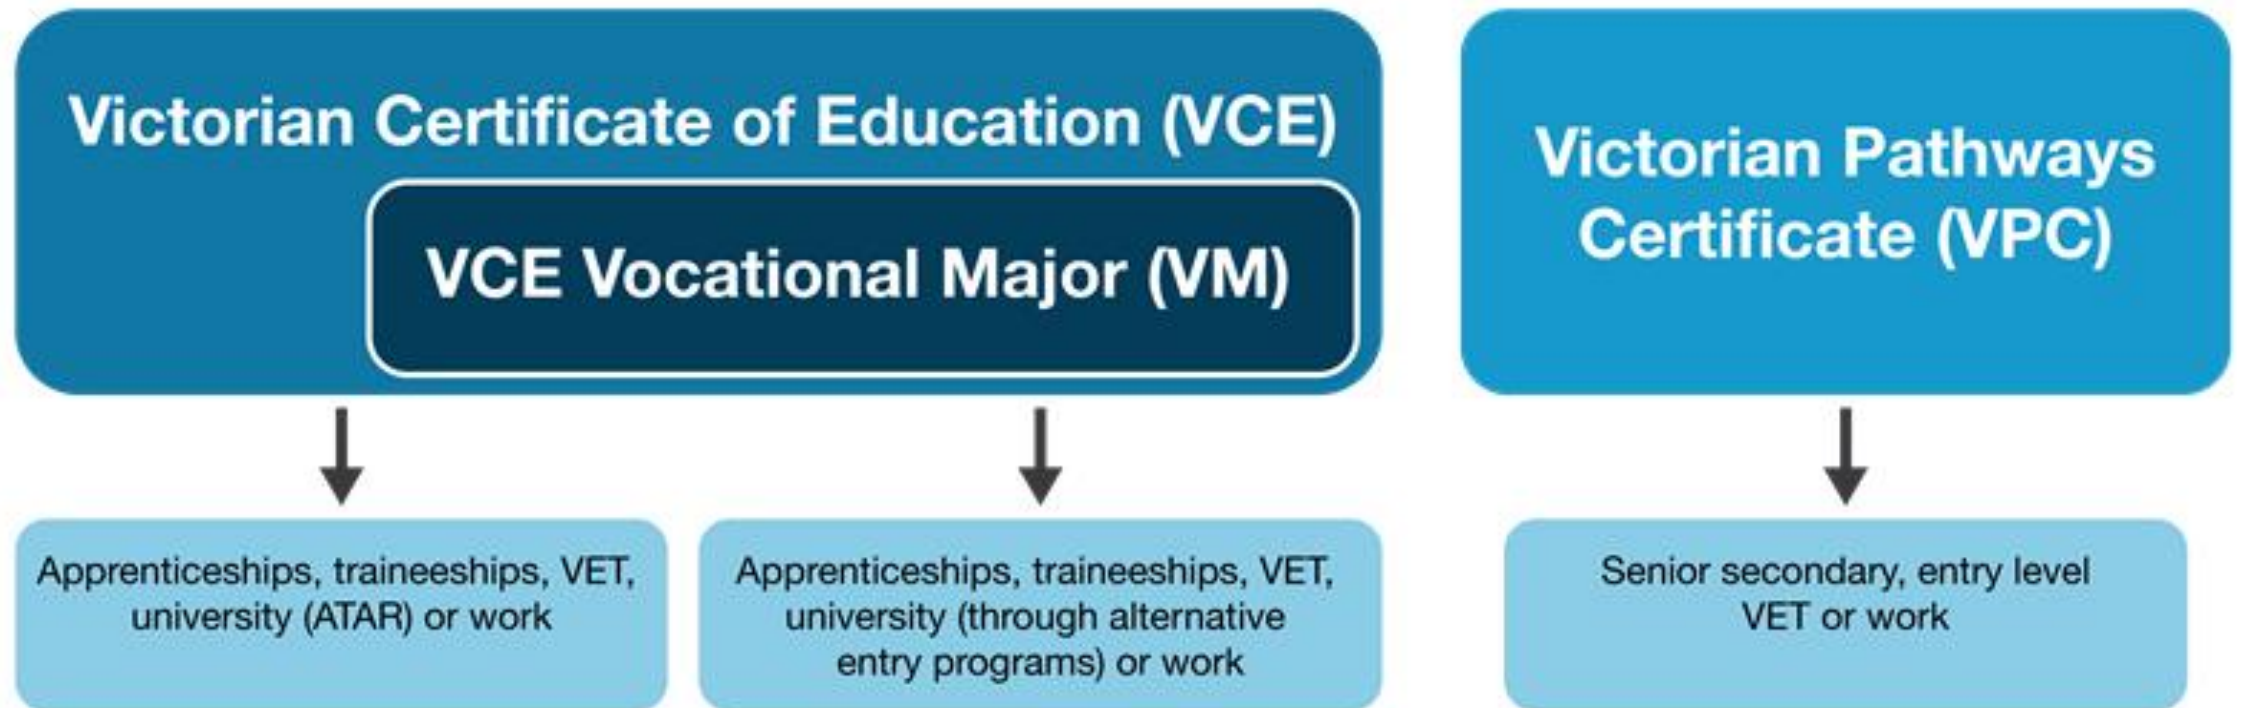 Victorian Certificate of Education (VCE)
VCE Vocational Major (VM)
Victorian Pathways
Certificate (VPC)
Apprenticeships, traineeships, VET,
university (ATAR) or work
Apprenticeships, traineeships, VET,
university (through alternative
entry programs) or work
Senior secondary, entry level
VET or work